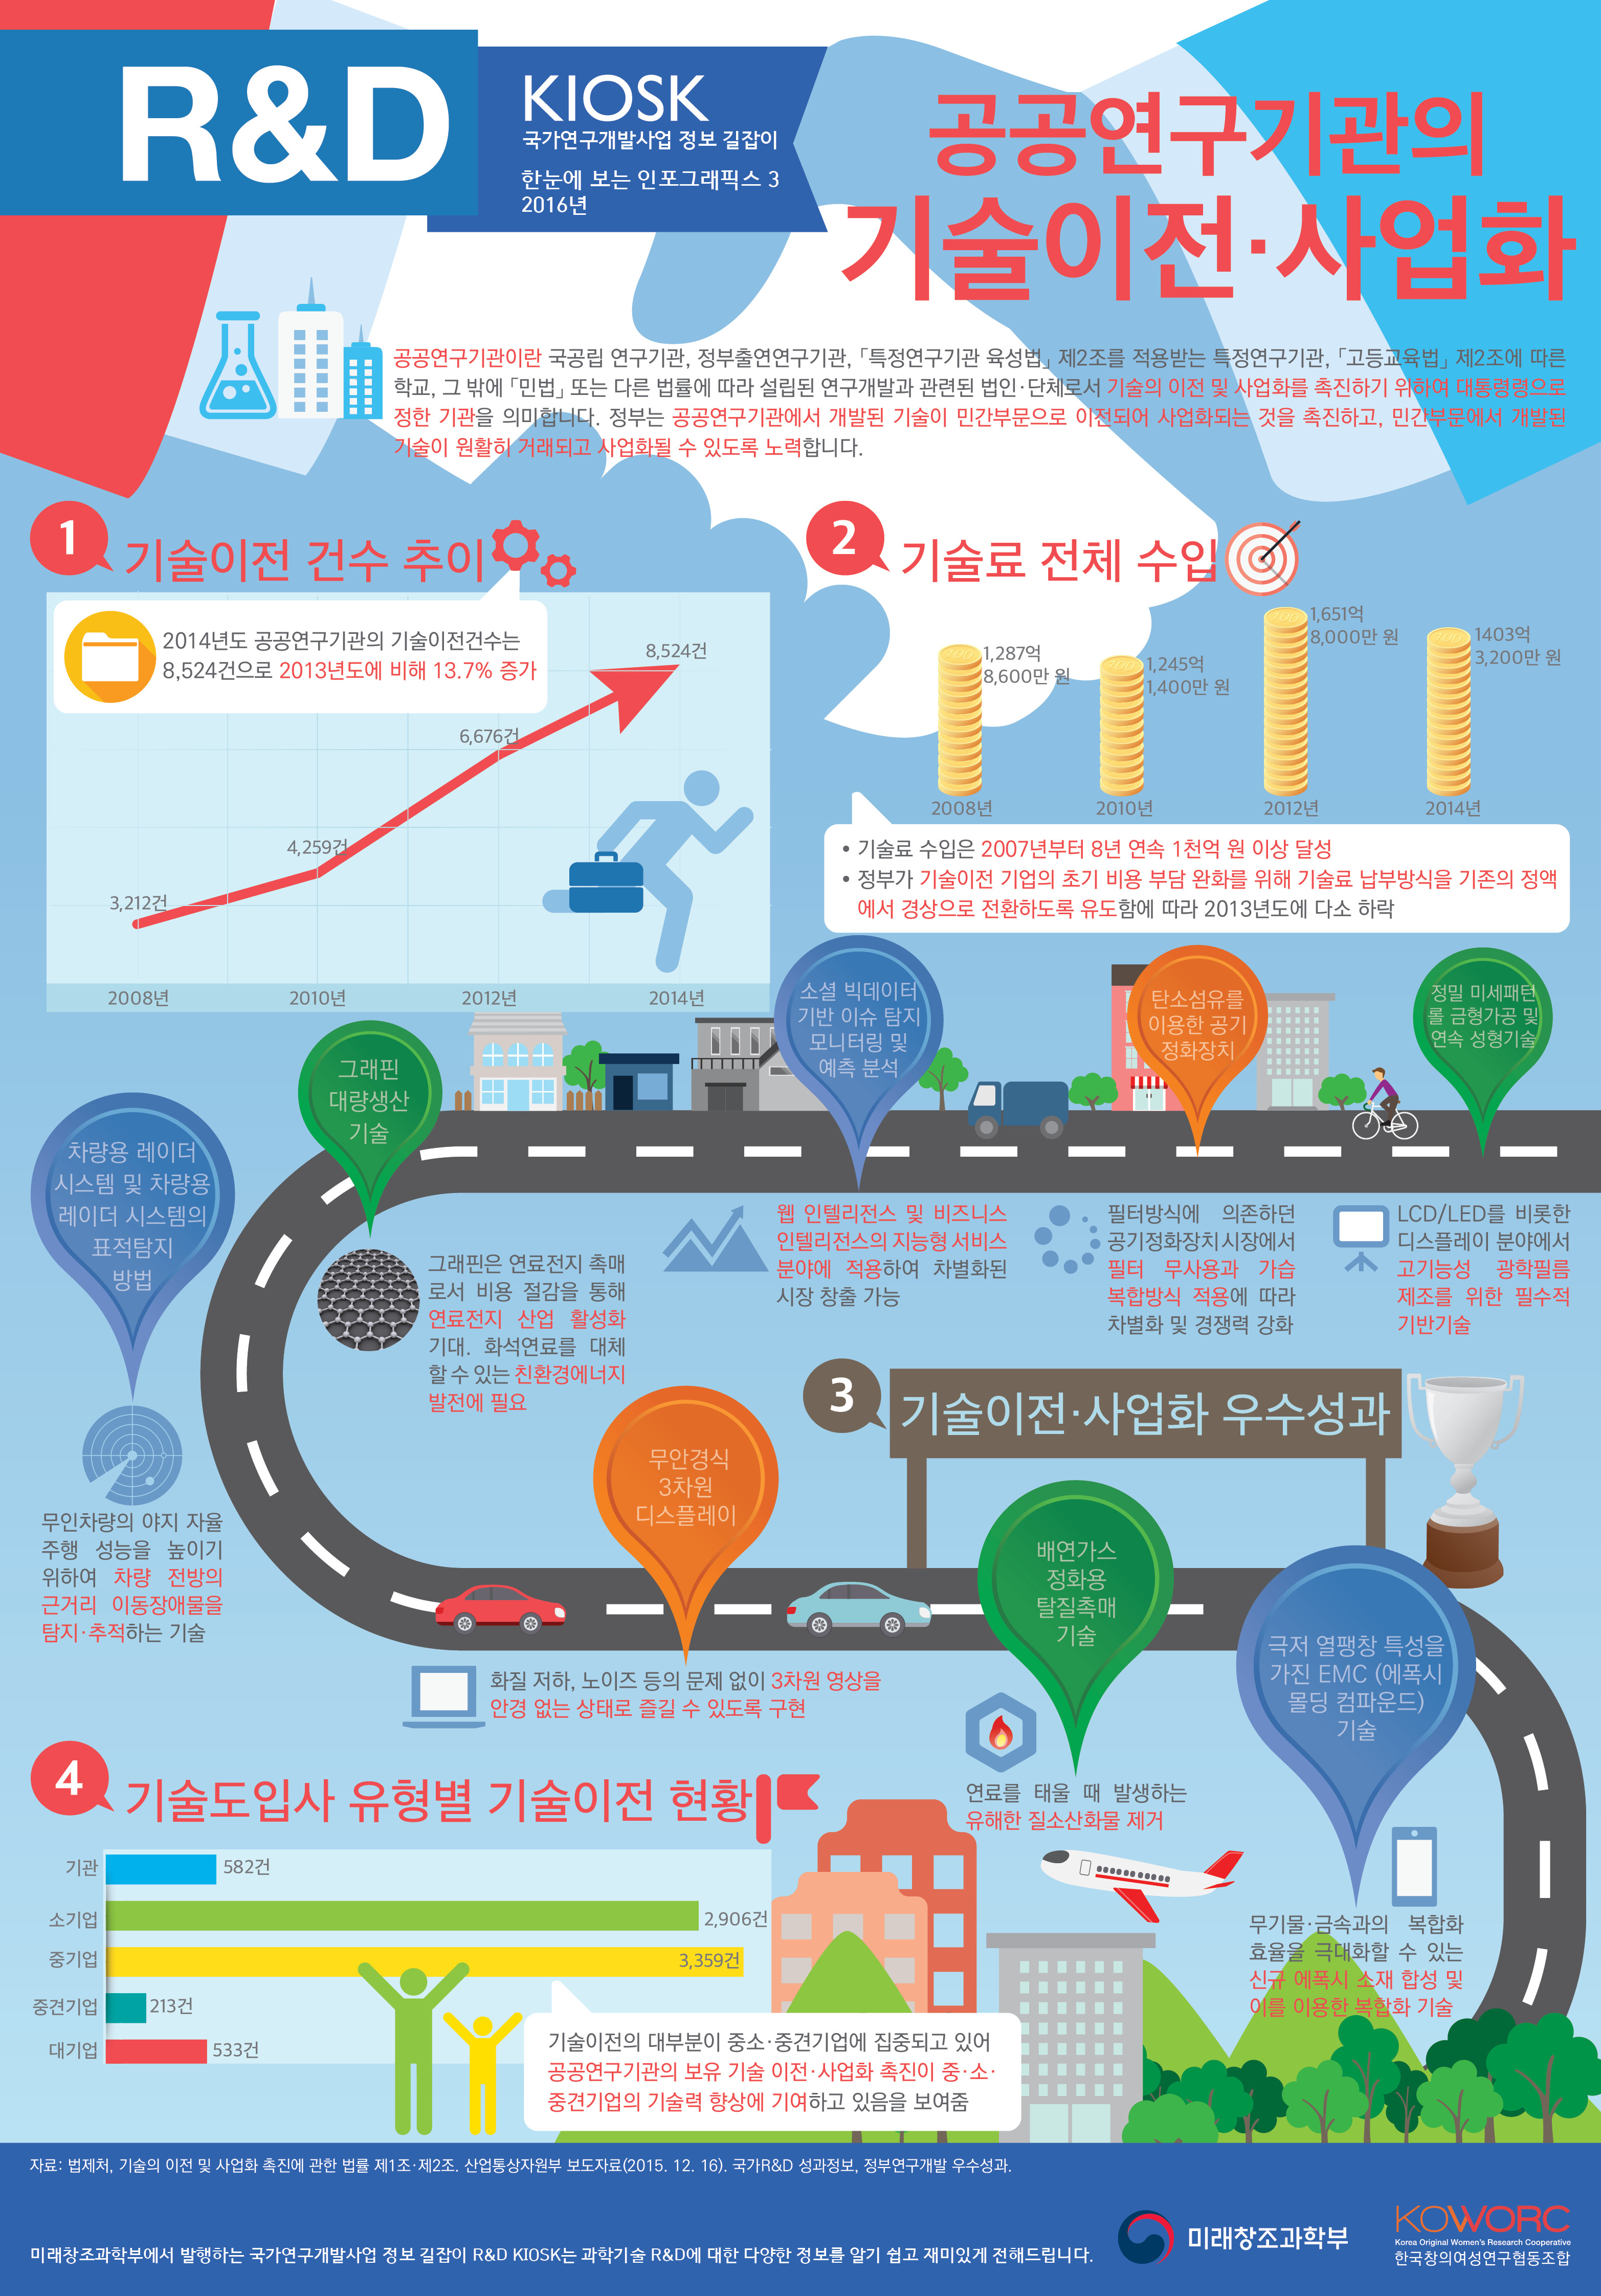 R&D
KIOSK
국가연구개발사업 정보 길잡이
한눈에 보는 인포그래픽스 3
2016년
공공연구기관의
기술이전·사업화
공공연구기관이란 국공립 연구기관, 정부출연연구기관, 「특정연구기관 육성법」 제2조를 적용받는 특정연구기관, 「고등교육법」 제2조에 따른
학교, 그 밖에 「민법」 또는 다른 법률에 따라 설립된 연구개발과 관련된 법인·단체로서 기술의 이전 및 사업화를 촉진하기 위하여 대통령령으로
정한 기관을 의미합니다. 정부는 공공연구기관에서 개발된 기술이 민간부문으로 이전되어 사업화되는 것을 촉진하고, 민간부문에서 개발된
기술이 원활히 거래되고 사업화될 수 있도록 노력합니다.
1
기술이전 건수 추이
2014년도 공공연구기관의 기술이전건수는
8,524건으로 2013년도에 비해 13.7% 증가
8,524건
6,676건
4,259건
3,212건
2008년
2010년
2012년
2014년
2
기술료 전체 수입
1,287억
8,600만 원
1,245억
1,400만 원
1,651억
8,000만 원
1403억
3,200만 원
2008년
2010년
2012년
2014년
• 기술료 수입은 2007년부터 8년 연속 1천억 원 이상 달성
• 정부가 기술이전 기업의 초기 비용 부담 완화를 위해 기술료 납부방식을 기존의 정액
에서 경상으로 전환하도록 유도함에 따라 2013년도에 다소 하락
소셜 빅데이터
기반 이슈 탐지
모니터링 및
예측 분석
탄소섬유를
이용한 공기
정화장치
정밀 미세패턴
롤 금형가공 및
연속 성형기술
그래핀
대량생산
기술
차량용 레이더
시스템 및 차량용
레이더 시스템의
표적탐지
방법
웹 인텔리전스 및 비즈니스
인텔리전스의 지능형 서비스
분야에 적용하여 차별화된
시장 창출 가능
필터방식에 의존하던
공기정화장치시장에서
필터 무사용과 가습
복합방식 적용에 따라
차별화 및 경쟁력 강화
LCD/LED를 비롯한
디스플레이 분야에서
고기능성 광학필름
제조를 위한 필수적
기반기술
그래핀은 연료전지 촉매
로서 비용 절감을 통해
연료전지 산업 활성화
기대. 화석연료를 대체
할 수 있는 친환경에너지
발전에 필요
3
기술이전·사업화 우수성과
무인차량의 야지 자율
주행 성능을 높이기
위하여 차량 전방의
근거리 이동장애물을
탐지·추적하는 기술
무안경식
3차원
디스플레이
배연가스
정화용
탈질촉매
기술
극저 열팽창 특성을
가진 EMC (에폭시
몰딩 컴파운드)
기술
화질 저하, 노이즈 등의 문제 없이 3차원 영상을
안경 없는 상태로 즐길 수 있도록 구현
연료를 태울 때 발생하는
유해한 질소산화물 제거
무기물·금속과의 복합화
효율을 극대화할 수 있는
신규 에폭시 소재 합성 및
이를 이용한 복합화 기술
4
기술도입사 유형별 기술이전 현황
기관
582건
소기업
2,906건
중기업
3,359건
중견기업
213건
대기업
533건
기술이전의 대부분이 중소·중견기업에 집중되고 있어
공공연구기관의 보유 기술 이전·사업화 촉진이 중·소·
중견기업의 기술력 향상에 기여하고 있음을 보여줌
자료: 법제처, 기술의 이전 및 사업화 촉진에 관한 법률 제1조·제2조. 산업통상자원부 보도자료(2015. 12. 16). 국가R&D 성과정보, 정부연구개발 우수성과.
미래창조과학부에서 발행하는 국가연구개발사업 정보 길잡이 R&D KIOSK는 과학기술 R&D에 대한 다양한 정보를 알기 쉽고 재미있게 전해드립니다.
미래창조과학부
KOWORC
Korea Original Women's Research Cooperative
한국창의여성연구협동조합